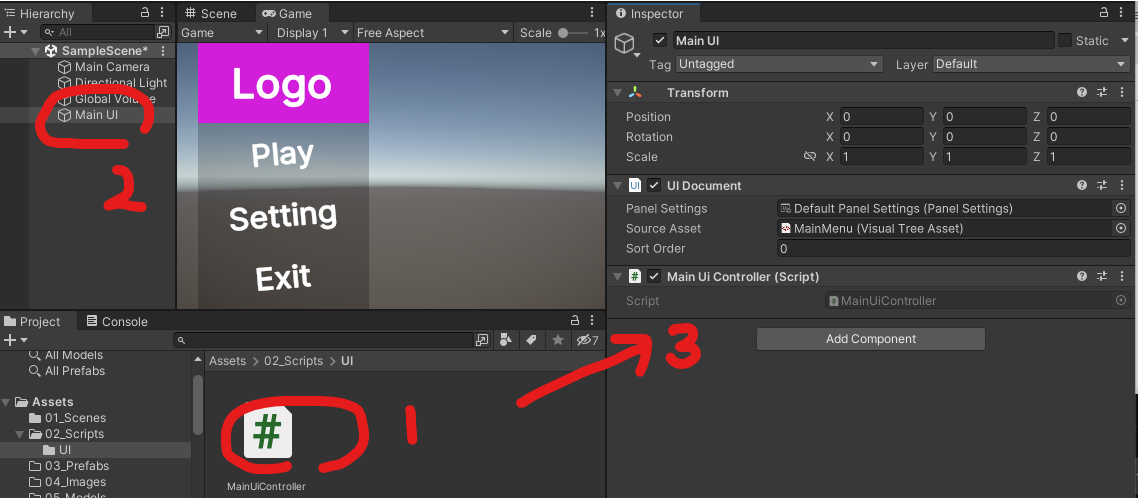 Hierarchy
All
SampleScene*
Main Camera
Directional Light
Global Volume
Main UI
2
Scene
Game
Game
Display 1
Free Aspect
Scale
1x
Logo
Play
Setting
Exit
Inspector
Main UI
Static
Tag Untagged
Layer Default
Transform
Position X 0 Y 0 Z 0
Rotation X 0 Y 0 Z 0
Scale X 1 Y 1 Z 1
UI UI Document
Panel Settings Default Panel Settings (Panel Settings)
Source Asset MainMenu (Visual Tree Asset)
Sort Order 0
# Main Ui Controller (Script)
Script # MainUiController
Add Component
3
Project
Console
7
All Models
All Prefabs
Assets
01_Scenes
02_Scripts
UI
03_Prefabs
04_Images
05_Models
Assets > 02_Scripts > UI
#
1
MainUiController